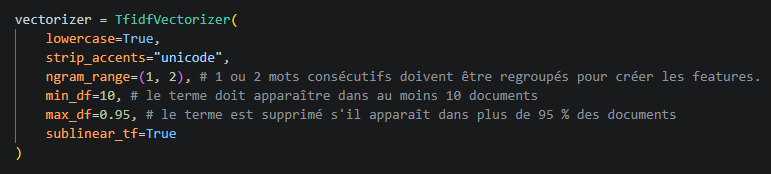 vectorizer = TfidfVectorizer(
    lowercase=True,
    strip_accents="unicode",
    ngram_range=(1, 2), # 1 ou 2 mots consécutifs doivent être regroupés pour créer les features.
    min_df=10, # le terme doit apparaître dans au moins 10 documents
    max_df=0.95, # le terme est supprimé s'il apparaît dans plus de 95 % des documents
    sublinear_tf=True
)